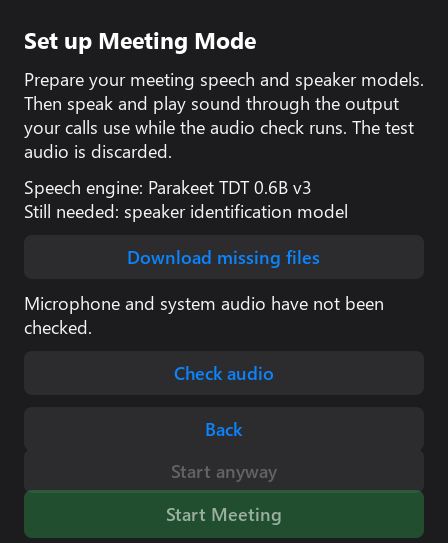 Set up Meeting Mode
Prepare your meeting speech and speaker models.
Then speak and play sound through the output
your calls use while the audio check runs. The test
audio is discarded.
Speech engine: Parakeet TDT 0.6B v3
Still needed: speaker identification model
Download missing files
Microphone and system audio have not been
checked.
Check audio
Back
Start anyway
Start Meeting